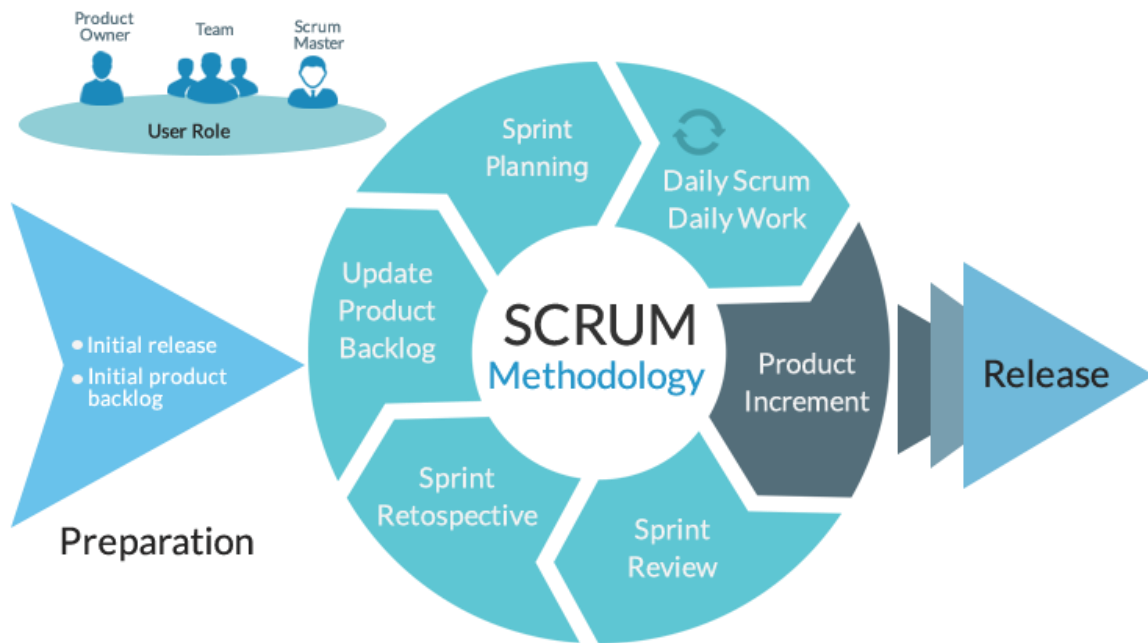 Product
Owner
Team
Scrum
Master
User Role
Sprint
Planning
Daily Scrum
Daily Work
Update
Product
Backlog
SCRUM
Methodology
Product
Increment
Release
• Initial release
• Initial product
backlog
Sprint
Retospective
Sprint
Review
Preparation